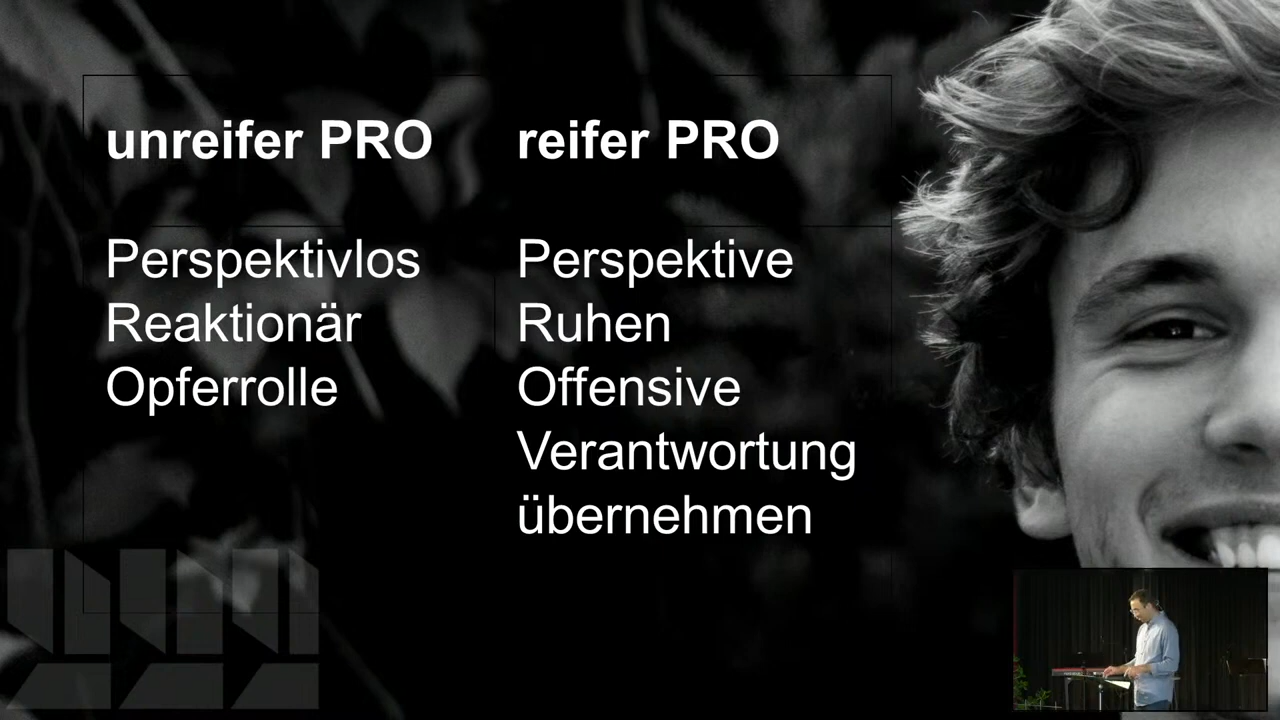 unreifer PRO
reifer PRO
Perspektivlos
Reaktionär
Opferrolle
Perspektive
Ruhen
Offensive
Verantwortung
übernehmen